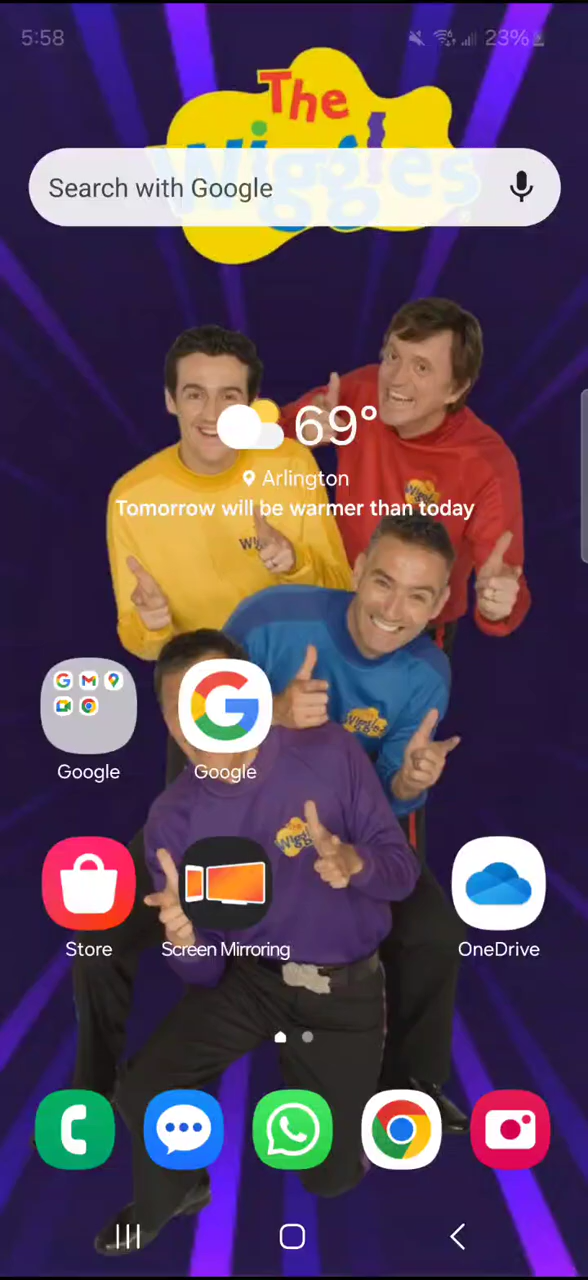 5:58
23%
The
Wiggles
Search with Google
69°
Arlington
Tomorrow will be warmer than today
Google
Google
Store
Screen Mirroring
OneDrive